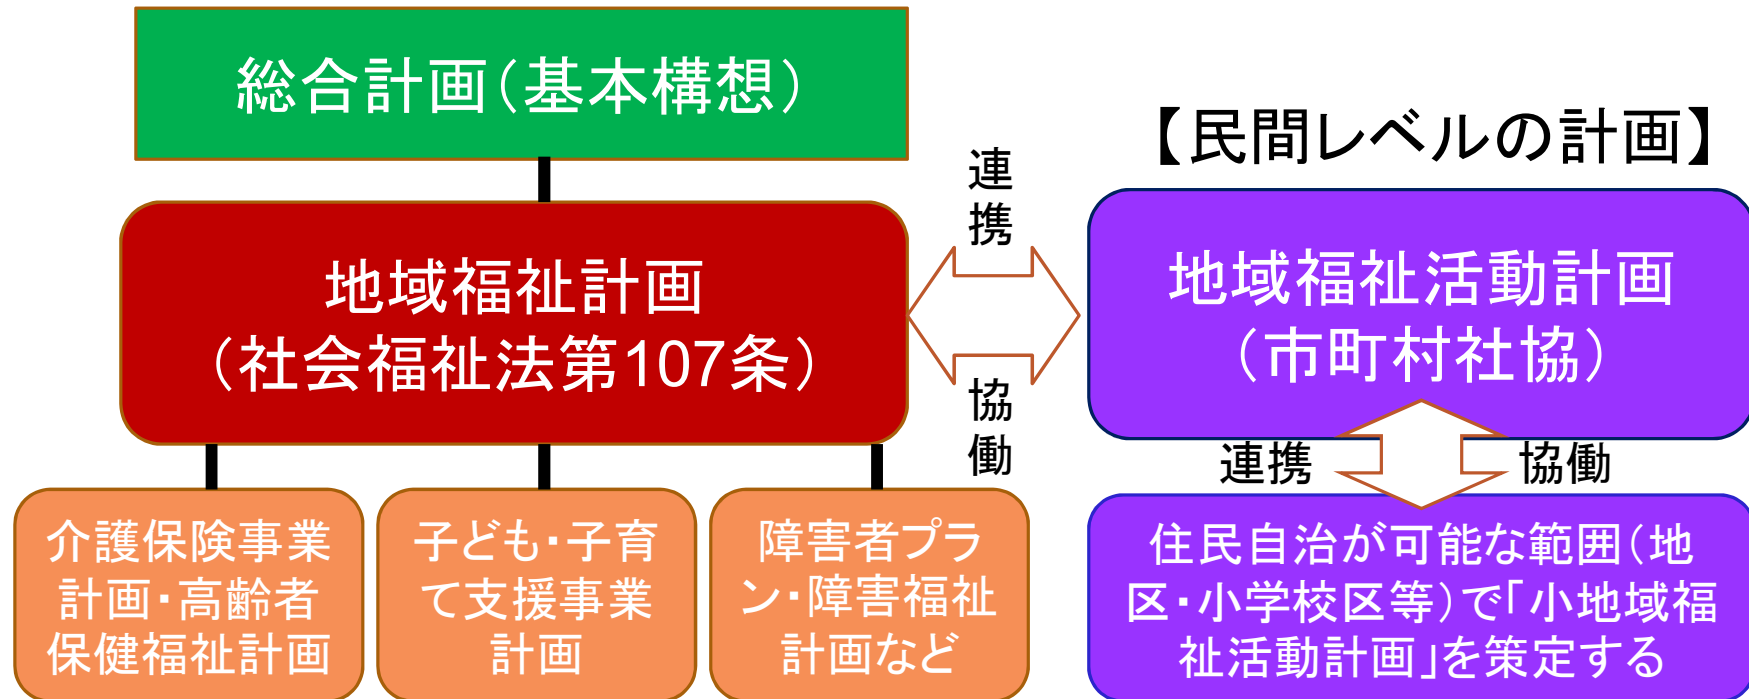 総合計画(基本構想)
地域福祉計画
(社会福祉法第107条)
介護保険事業
計画・高齢者
保健福祉計画
子ども・子育
て支援事業
計画
障害者プラ
ン・障害福祉
計画など
連携
協働
【民間レベルの計画】
地域福祉活動計画
(市町村社協)
連携
協働
住民自治が可能な範囲(地
区・小学校区等)で「小地域福
祉活動計画」を策定する